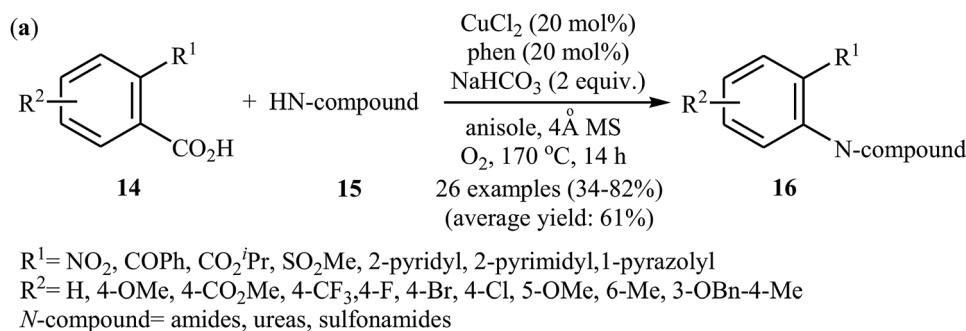 (a)
R¹
R²
CO₂H
14
+ HN-compound
15
CuCl₂ (20 mol%)
phen (20 mol%)
NaHCO₃ (2 equiv.)
anisole, 4Å MS
O₂, 170 °C, 14 h
26 examples (34-82%)
(average yield: 61%)
R¹
R²
N-compound
16
R¹= NO₂, COPh, CO₂ⁱPr, SO₂Me, 2-pyridyl, 2-pyrimidyl,1-pyrazolyl
R²= H, 4-OMe, 4-CO₂Me, 4-CF₃,4-F, 4-Br, 4-Cl, 5-OMe, 6-Me, 3-OBn-4-Me
N-compound= amides, ureas, sulfonamides